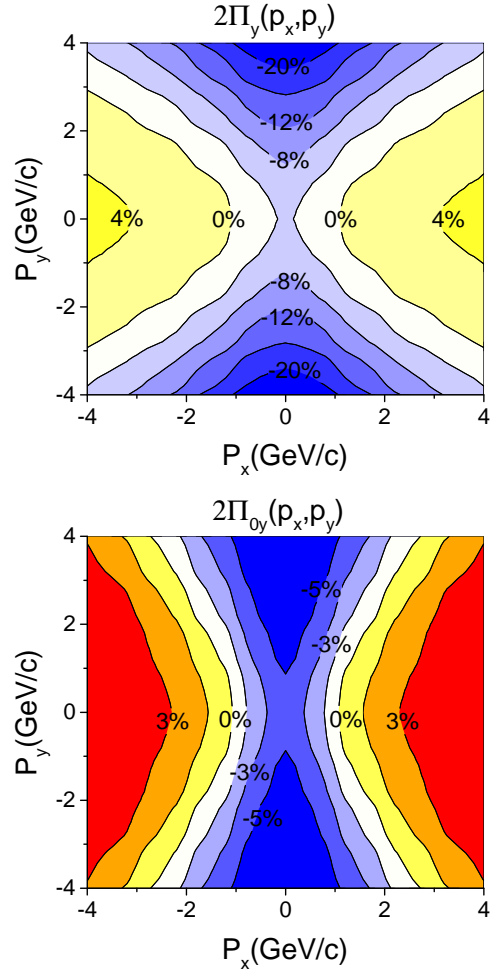 2Π_y(p_x,p_y)
4
-20%
-12%
2
-8%
P_y(GeV/c)
0
4% 0% 0% 4%
-8%
-2
-12%
-20%
-4
-4 -2 0 2 4
P_x(GeV/c)
2Π_{0y}(p_x,p_y)
4
-5%
2
-3%
P_y(GeV/c)
0
3% 0% 0% 3%
-3%
-2
-5%
-4
-4 -2 0 2 4
P_x(GeV/c)